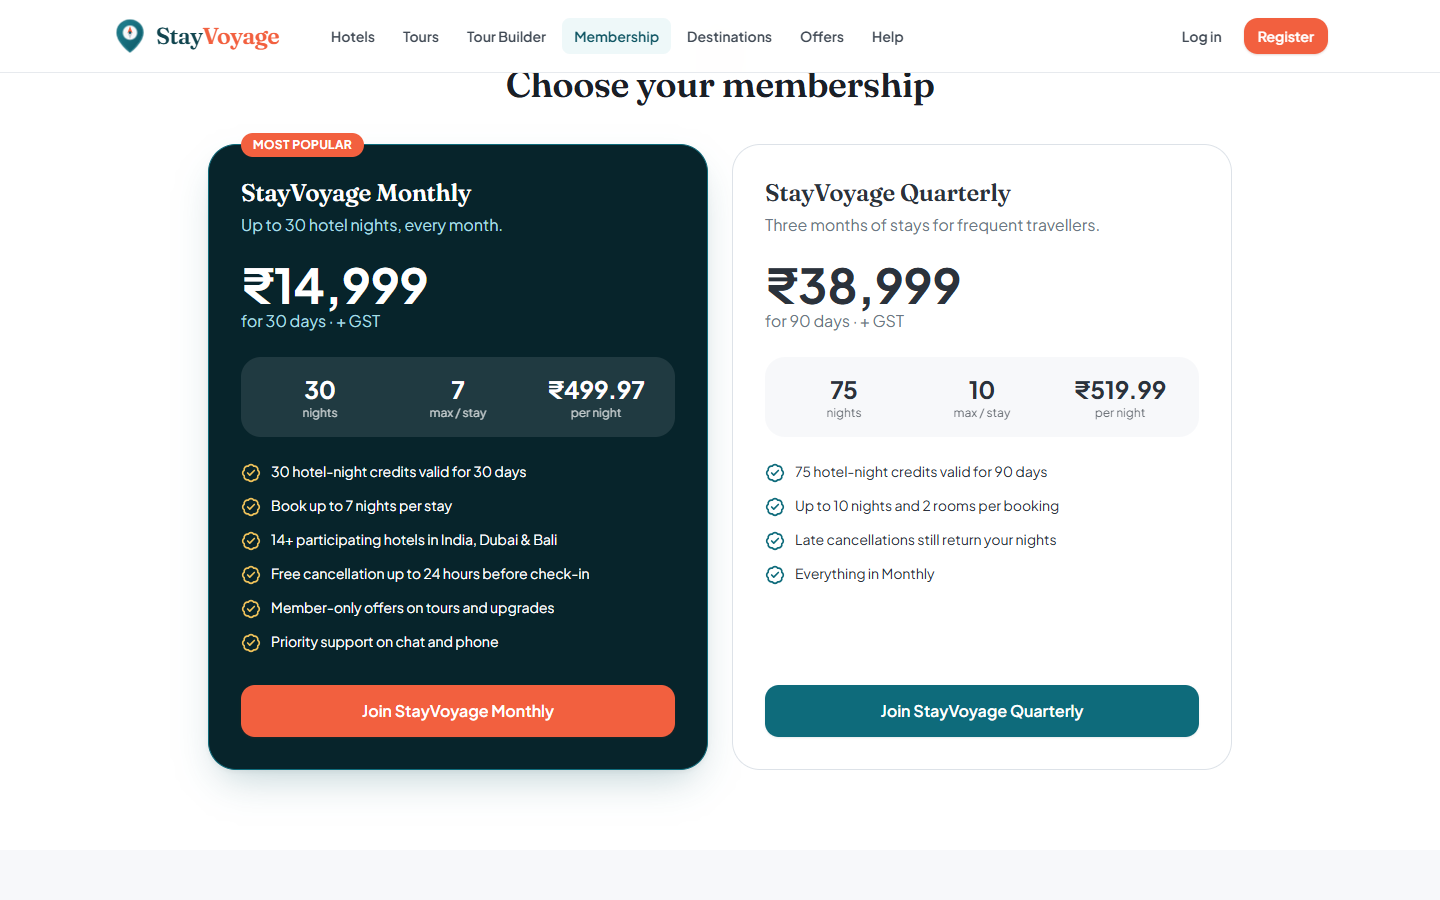 StayVoyage
Hotels
Tours
Tour Builder
Membership
Destinations
Offers
Help
Log in
Register
Choose your membership
MOST POPULAR
StayVoyage Monthly
Up to 30 hotel nights, every month.
₹14,999
for 30 days · + GST
30
nights
7
max / stay
₹499.97
per night
30 hotel-night credits valid for 30 days
Book up to 7 nights per stay
14+ participating hotels in India, Dubai & Bali
Free cancellation up to 24 hours before check-in
Member-only offers on tours and upgrades
Priority support on chat and phone
Join StayVoyage Monthly
StayVoyage Quarterly
Three months of stays for frequent travellers.
₹38,999
for 90 days · + GST
75
nights
10
max / stay
₹519.99
per night
75 hotel-night credits valid for 90 days
Up to 10 nights and 2 rooms per booking
Late cancellations still return your nights
Everything in Monthly
Join StayVoyage Quarterly